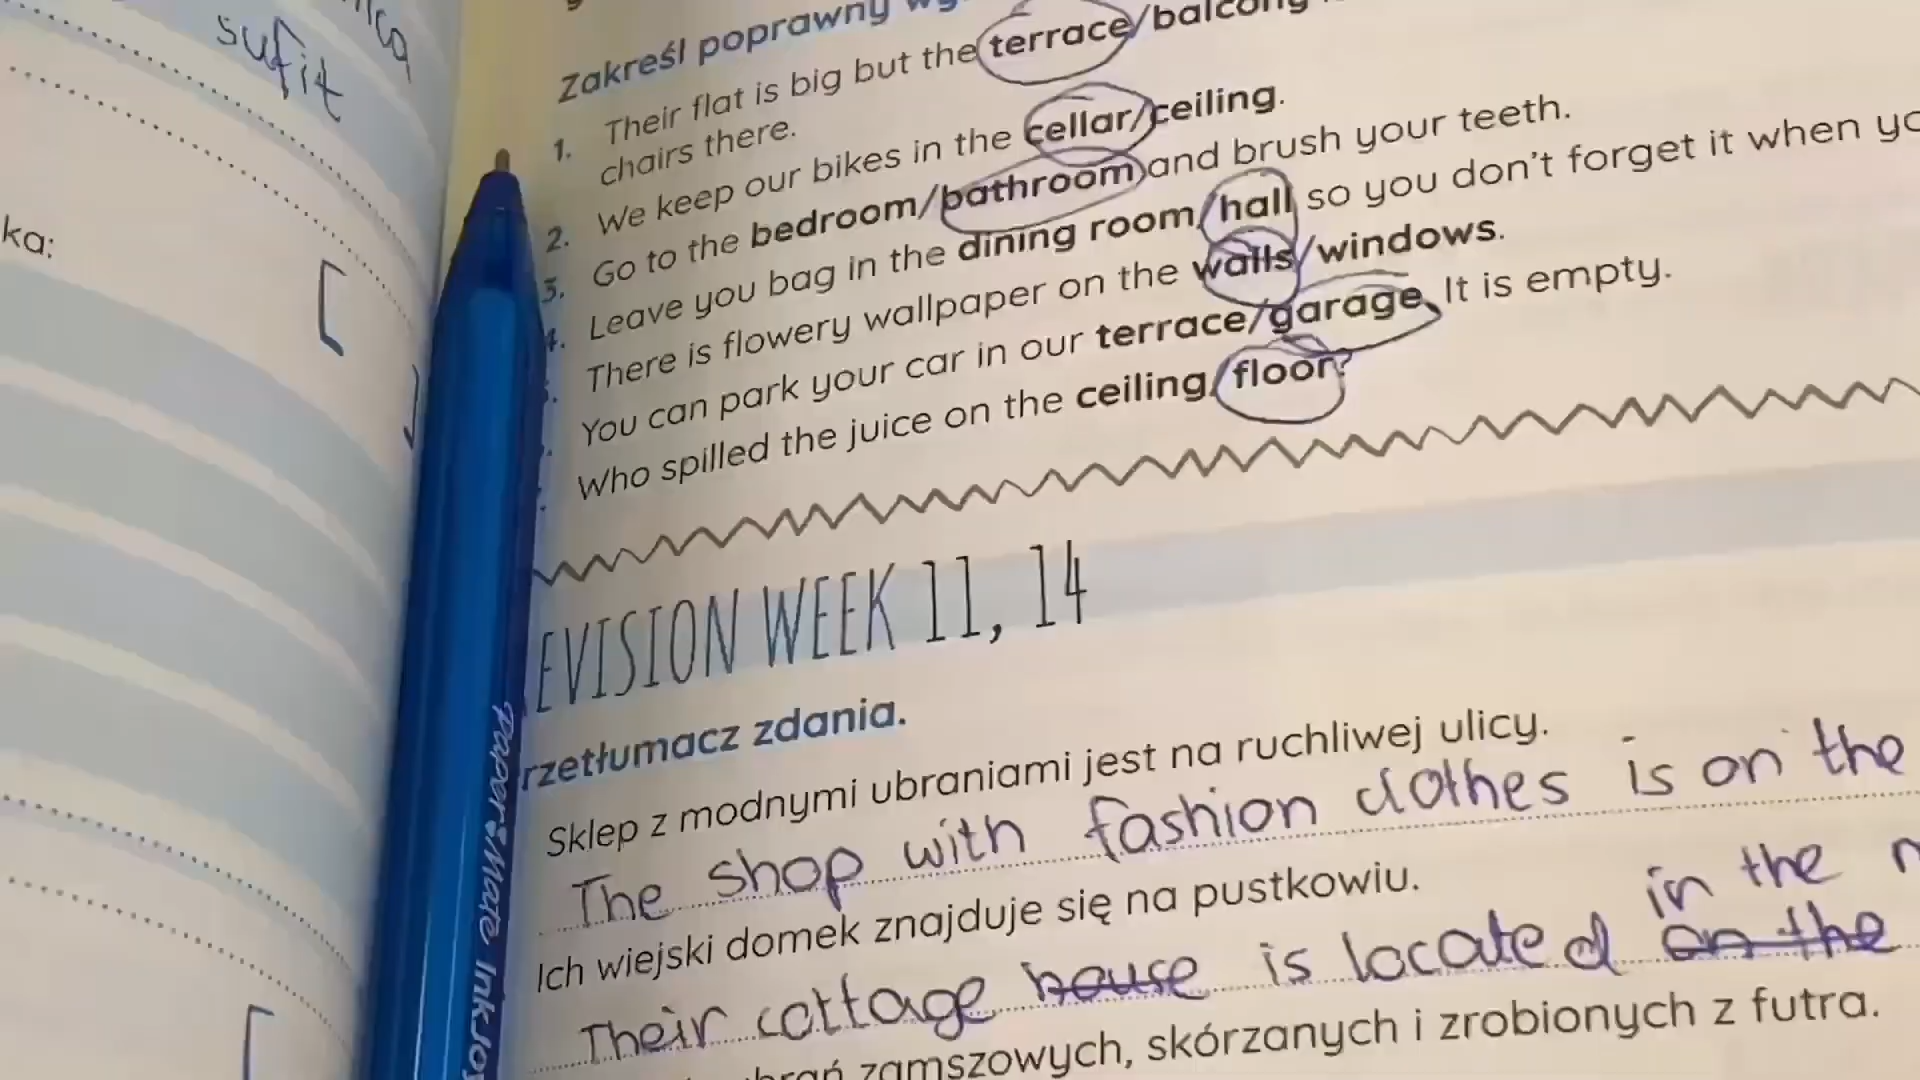 sufit
ka:
Zakreśl poprawny
1. Their flat is big but the terrace/balcony
chairs there.
2. We keep our bikes in the cellar/ceiling.
3. Go to the bedroom/bathroom and brush your teeth.
4. Leave you bag in the dining room/hall so you don't forget it when
There is flowery wallpaper on the walls/windows.
You can park your car in our terrace/garage. It is empty.
Who spilled the juice on the ceiling/floor?
EVISION WEEK 11, 14
rzetłumacz zdania.
Sklep z modnymi ubraniami jest na ruchliwej ulicy.
The shop with fashion clothes is on the
Ich wiejski domek znajduje się na pustkowiu.
in the
Their cottage house is located on the
zamszowych, skórzanych i zrobionych z futra.
PaperMate InkJoy